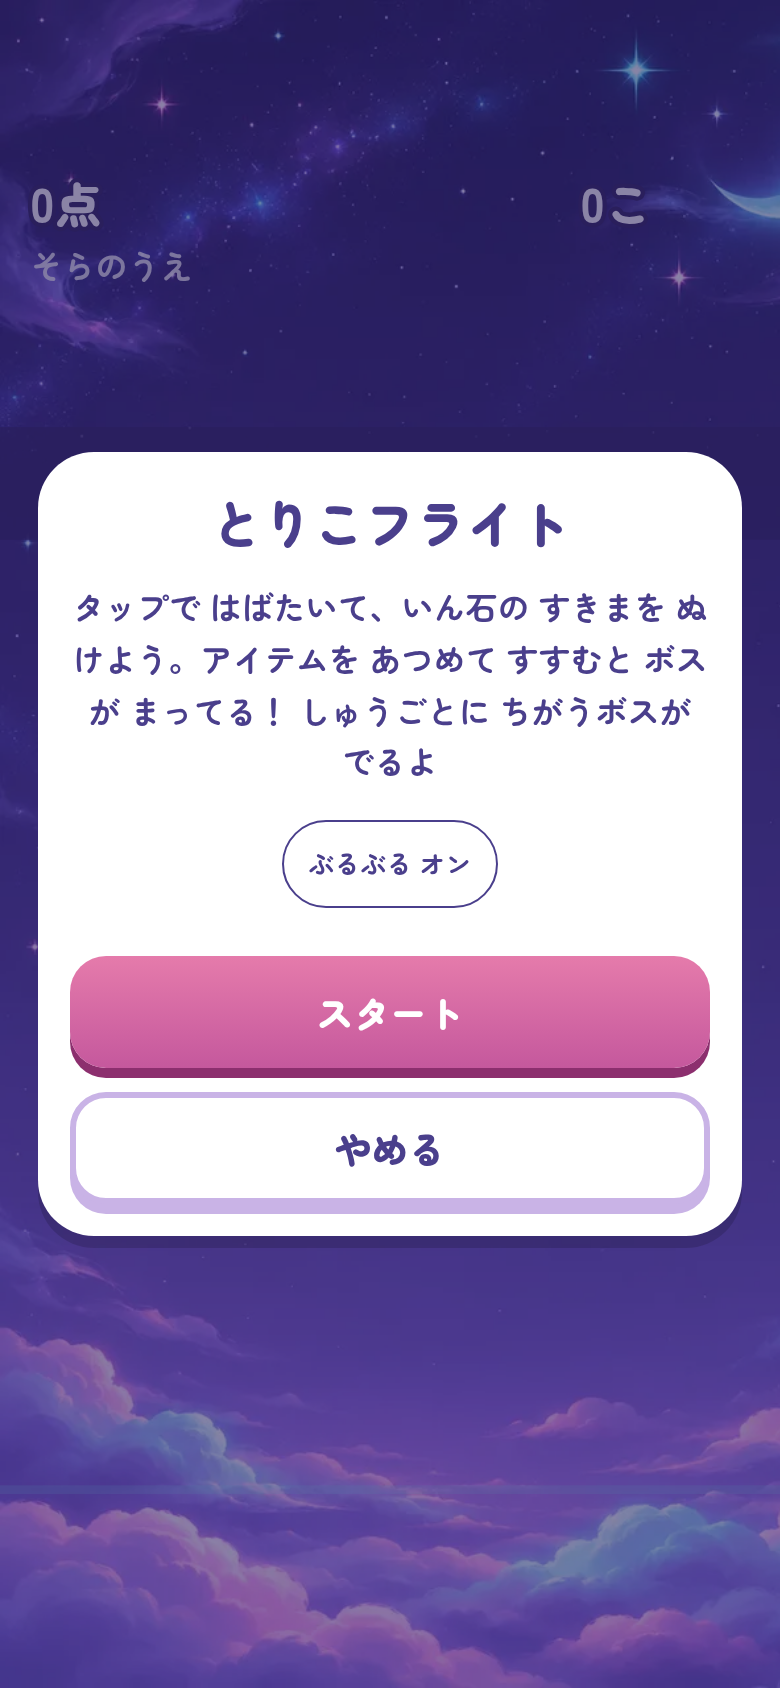 0点
0こ
そらのうえ
とりこフライト
タップで はばたいて、いん石の すきまを ぬ
けよう。アイテムを あつめて すすむと ボス
が まってる！ しゅうごとに ちがうボスが
でるよ
ぶるぶる オン
スタート
やめる